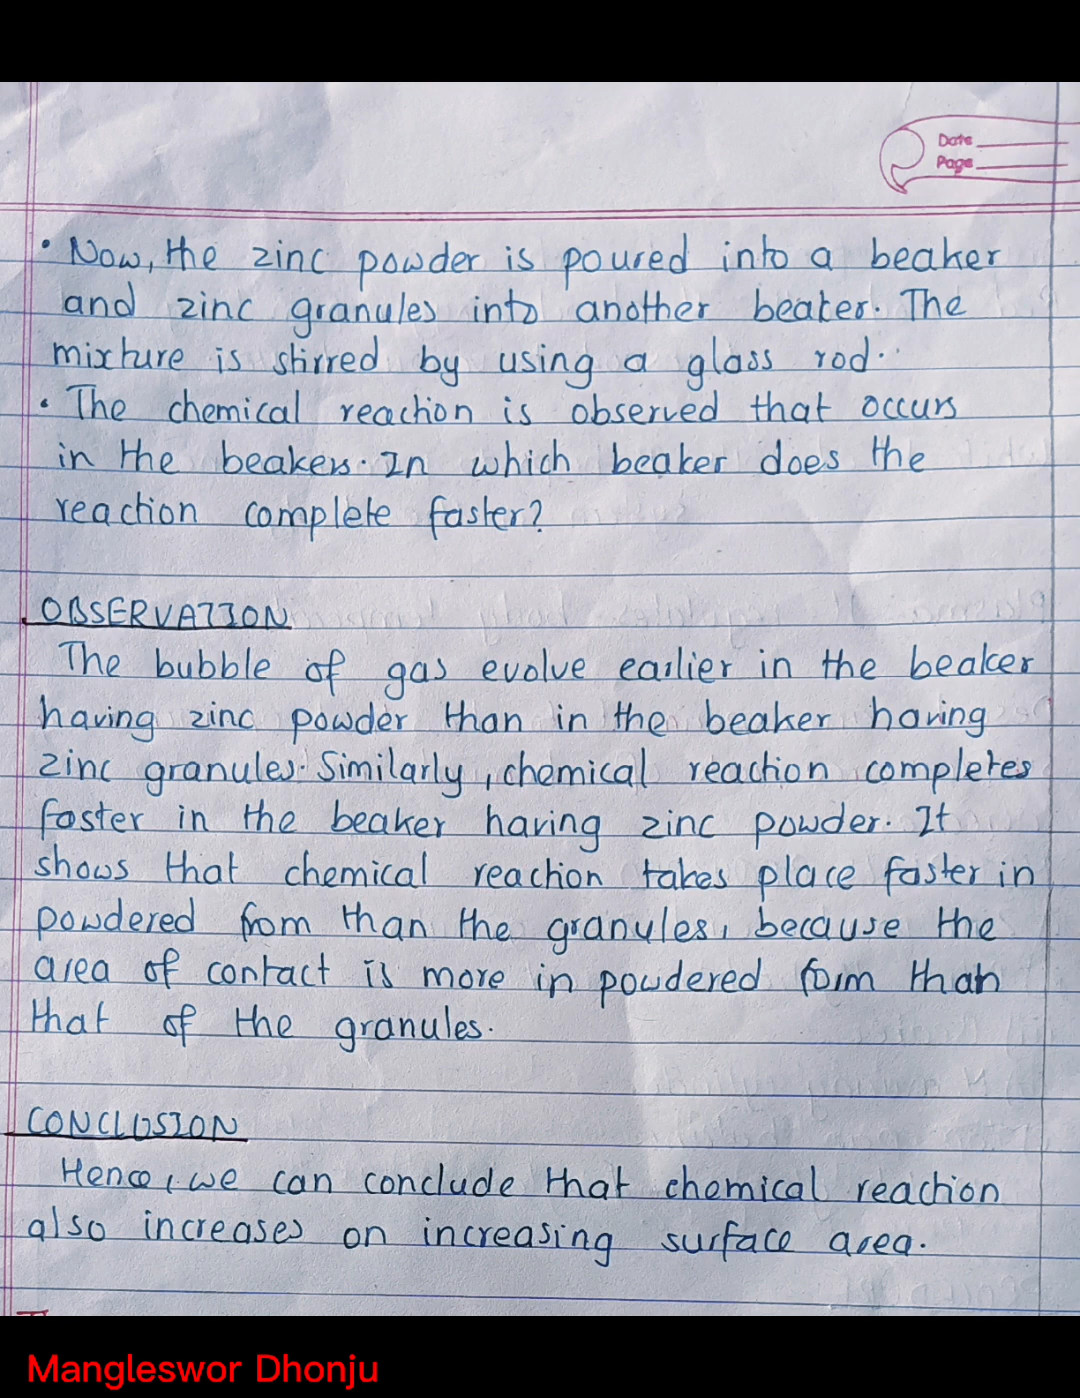 Date
Page
• Now, the zinc powder is poured into a beaker
and zinc granules into another beaker. The
mixture is stirred by using a glass rod.
• The chemical reaction is observed that occurs
in the beakers. In which beaker does the
reaction complete faster?
OBSERVATION
The bubble of gas evolve earlier in the beaker
having zinc powder than in the beaker having
zinc granules. Similarly, chemical reaction completes
faster in the beaker having zinc powder. It
shows that chemical reaction takes place faster in
powdered from than the granules, because the
area of contact is more in powdered form than
that of the granules.
CONCLUSION
Hence, we can conclude that chemical reaction
also increases on increasing surface area.
Mangleswor Dhonju